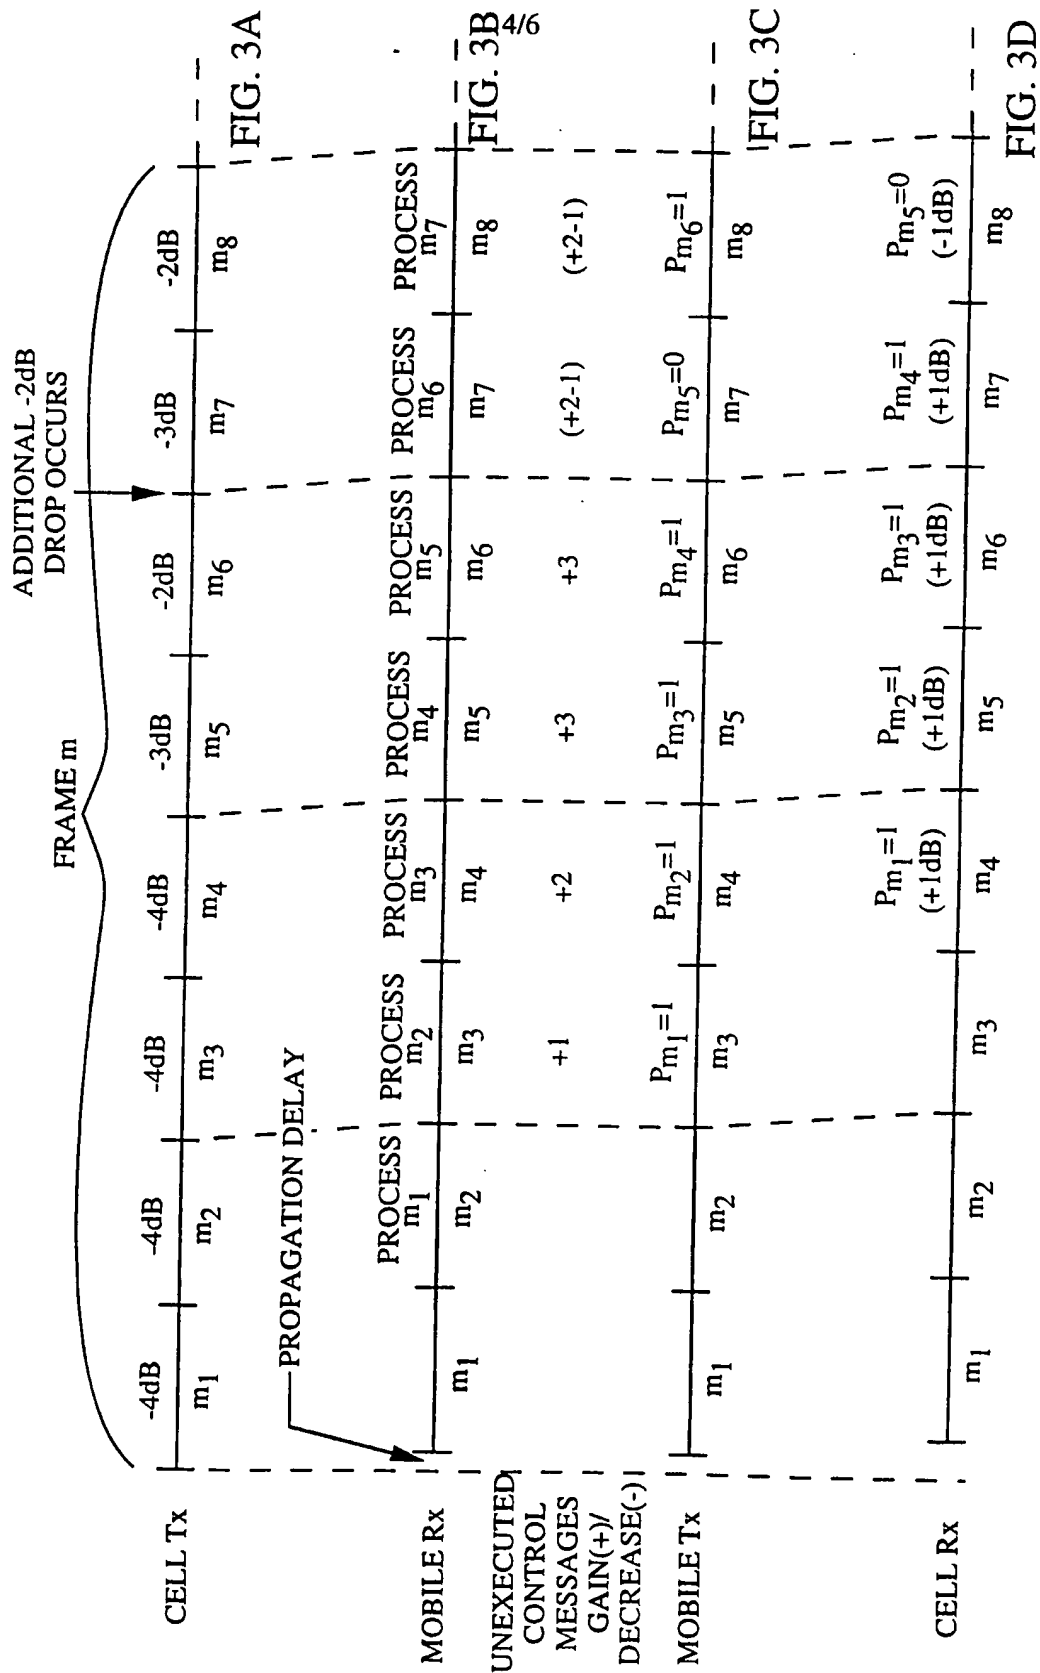 4/6
FRAME m
ADDITIONAL -2dB
DROP OCCURS
CELL Tx
-4dB -4dB -4dB -4dB -3dB -2dB -3dB -2dB
m1 m2 m3 m4 m5 m6 m7 m8
FIG. 3A
PROPAGATION DELAY
MOBILE Rx
PROCESS PROCESS PROCESS PROCESS PROCESS PROCESS PROCESS
m1 m2 m3 m4 m5 m6 m7
m1 m2 m3 m4 m5 m6 m7 m8
FIG. 3B
UNEXECUTED
CONTROL
MESSAGES
GAIN(+)/
DECREASE(-)
+1 +2 +3 +3 (+2-1) (+2-1)
MOBILE Tx
Pm1=1 Pm2=1 Pm3=1 Pm4=1 Pm5=0 Pm6=1
m1 m2 m3 m4 m5 m6 m7 m8
FIG. 3C
CELL Rx
Pm1=1 Pm2=1 Pm3=1 Pm4=1 Pm5=0
(+1dB) (+1dB) (+1dB) (+1dB) (-1dB)
m1 m2 m3 m4 m5 m6 m7 m8
FIG. 3D